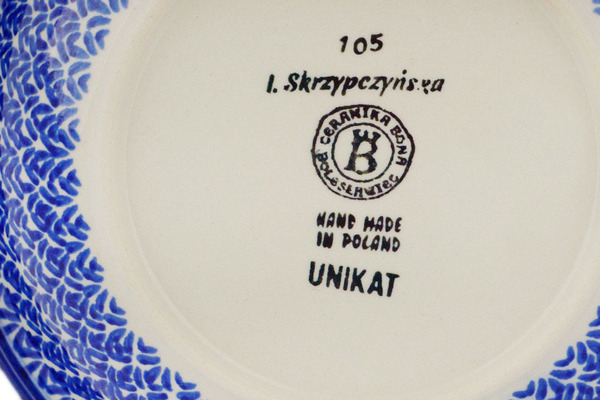 105
I. Skrzypczyńska
CERAMIKA BONA
B
BOLESŁAWIEC
HAND MADE
IN POLAND
UNIKAT